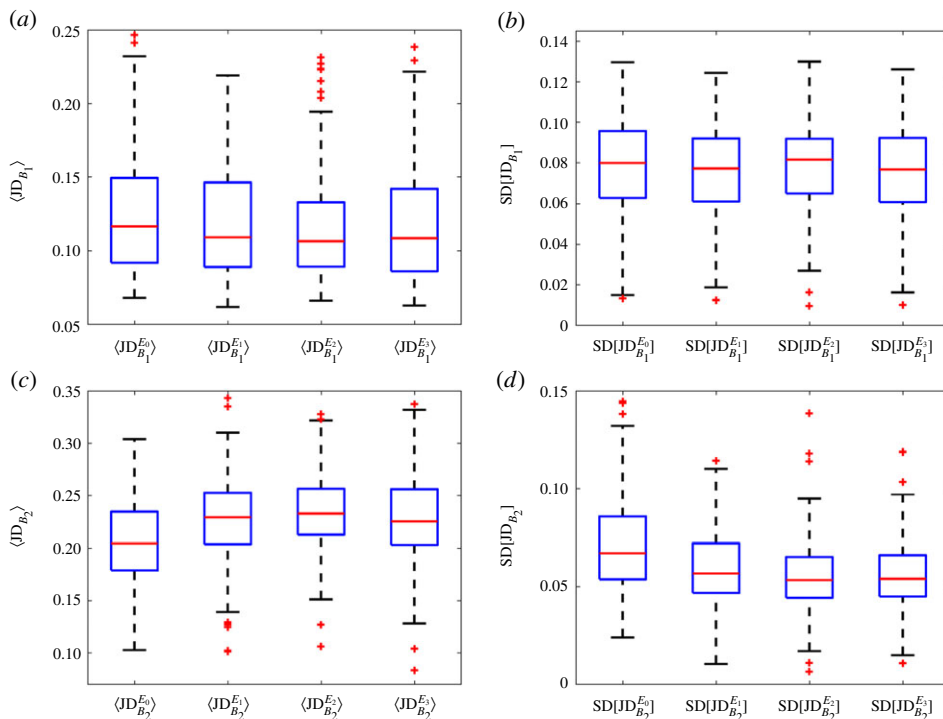 (a)
0.25
0.20
0.15
0.10
0.05
⟨JD_{B_1}⟩
⟨JD^{E_0}_{B_1}⟩ ⟨JD^{E_1}_{B_1}⟩ ⟨JD^{E_2}_{B_1}⟩ ⟨JD^{E_3}_{B_1}⟩
(b)
0.14
0.12
0.10
0.08
0.06
0.04
0.02
0
SD[JD_{B_1}]
SD[JD^{E_0}_{B_1}] SD[JD^{E_1}_{B_1}] SD[JD^{E_2}_{B_1}] SD[JD^{E_3}_{B_1}]
(c)
0.35
0.30
0.25
0.20
0.15
0.10
⟨JD_{B_2}⟩
⟨JD^{E_0}_{B_2}⟩ ⟨JD^{E_1}_{B_2}⟩ ⟨JD^{E_2}_{B_2}⟩ ⟨JD^{E_3}_{B_2}⟩
(d)
0.15
0.10
0.05
0
SD[JD_{B_2}]
SD[JD^{E_0}_{B_2}] SD[JD^{E_1}_{B_2}] SD[JD^{E_2}_{B_2}] SD[JD^{E_3}_{B_2}]